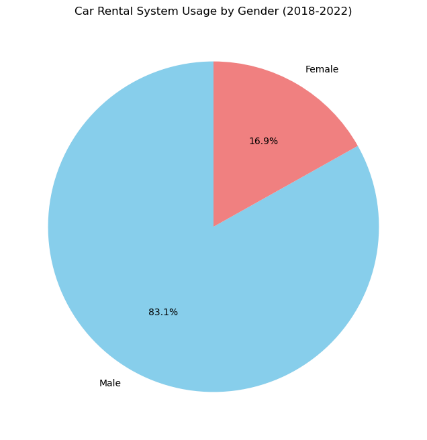 Car Rental System Usage by Gender (2018-2022)
Female
16.9%
83.1%
Male